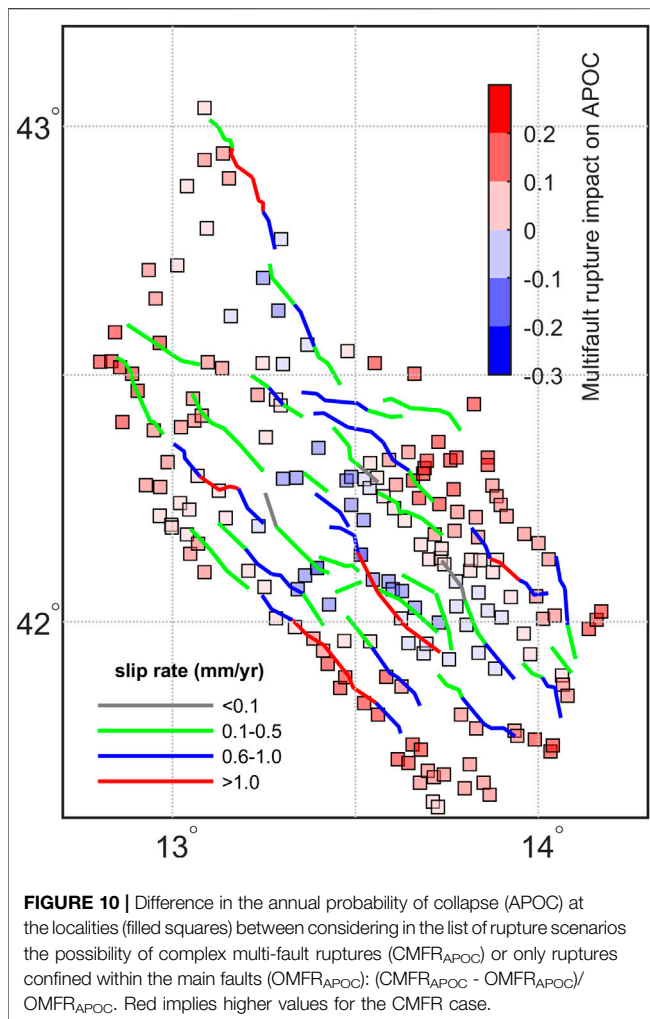 43°
42°
13°
14°
0.2
0.1
0
-0.1
-0.2
-0.3
Multifault rupture impact on APOC
slip rate (mm/yr)
<0.1
0.1-0.5
0.6-1.0
>1.0
FIGURE 10 | Difference in the annual probability of collapse (APOC) at
the localities (filled squares) between considering in the list of rupture scenarios
the possibility of complex multi-fault ruptures (CMFRAPOC) or only ruptures
confined within the main faults (OMFRAPOC): (CMFRAPOC - OMFRAPOC)/
OMFRAPOC. Red implies higher values for the CMFR case.